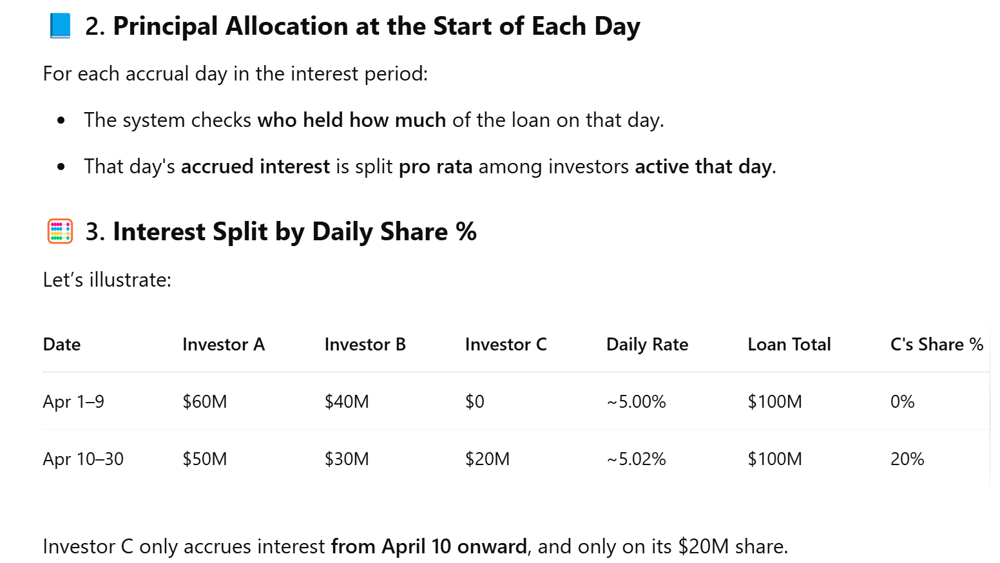 2. Principal Allocation at the Start of Each Day
For each accrual day in the interest period:
• The system checks who held how much of the loan on that day.
• That day's accrued interest is split pro rata among investors active that day.
3. Interest Split by Daily Share %
Let’s illustrate:
Date Investor A Investor B Investor C Daily Rate Loan Total C's Share %
Apr 1–9 $60M $40M $0 ~5.00% $100M 0%
Apr 10–30 $50M $30M $20M ~5.02% $100M 20%
Investor C only accrues interest from April 10 onward, and only on its $20M share.